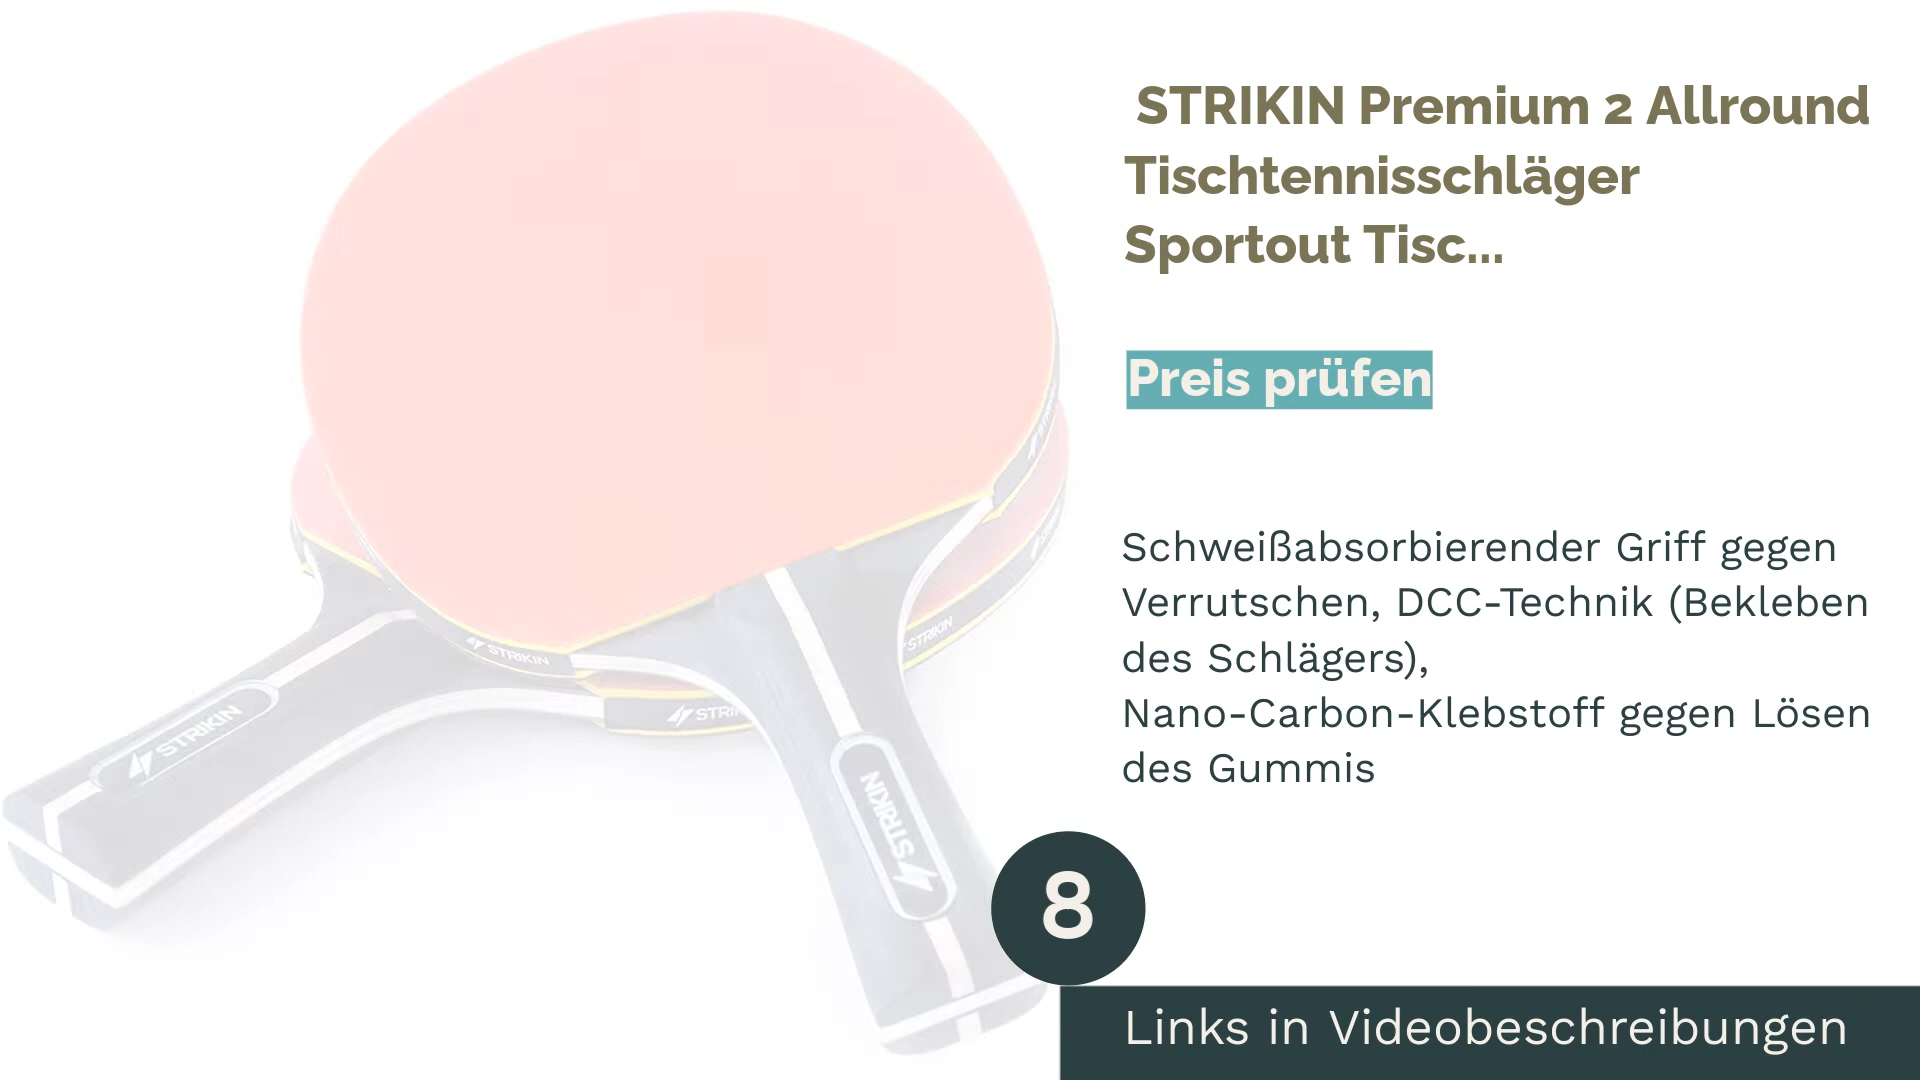 STRIKIN Premium 2 Allround
Tischtennisschläger
Sportout Tisc...
Preis prüfen
Schweißabsorbierender Griff gegen
Verrutschen, DCC-Technik (Bekleben
des Schlägers),
Nano-Carbon-Klebstoff gegen Lösen
des Gummis
8
Links in Videobeschreibungen
STRIKIN
STRIKIN
STRIKIN
STRIKIN